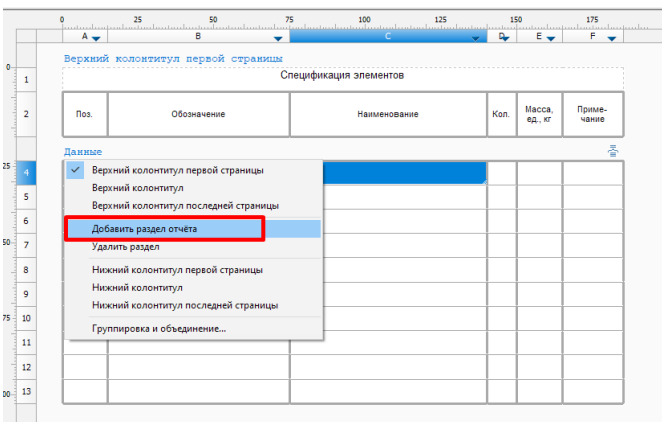 0 25 50 75 100 125 150 175
A B C D E F
Верхний колонтитул первой страницы
0
1 Спецификация элементов
2 Поз. Обозначение Наименование Кол. Масса, ед., кг Приме-чание
Данные
25
4
✓ Верхний колонтитул первой страницы
5 Верхний колонтитул
Верхний колонтитул последней страницы
6 Добавить раздел отчёта
50 7 Удалить раздел
8 Нижний колонтитул первой страницы
9 Нижний колонтитул
Нижний колонтитул последней страницы
75 10
Группировка и объединение...
11
12
00 13